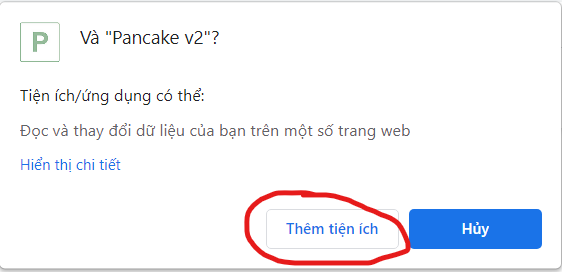 P
Và "Pancake v2"?
Tiện ích/ứng dụng có thể:
Đọc và thay đổi dữ liệu của bạn trên một số trang web
Hiển thị chi tiết
Thêm tiện ích
Hủy